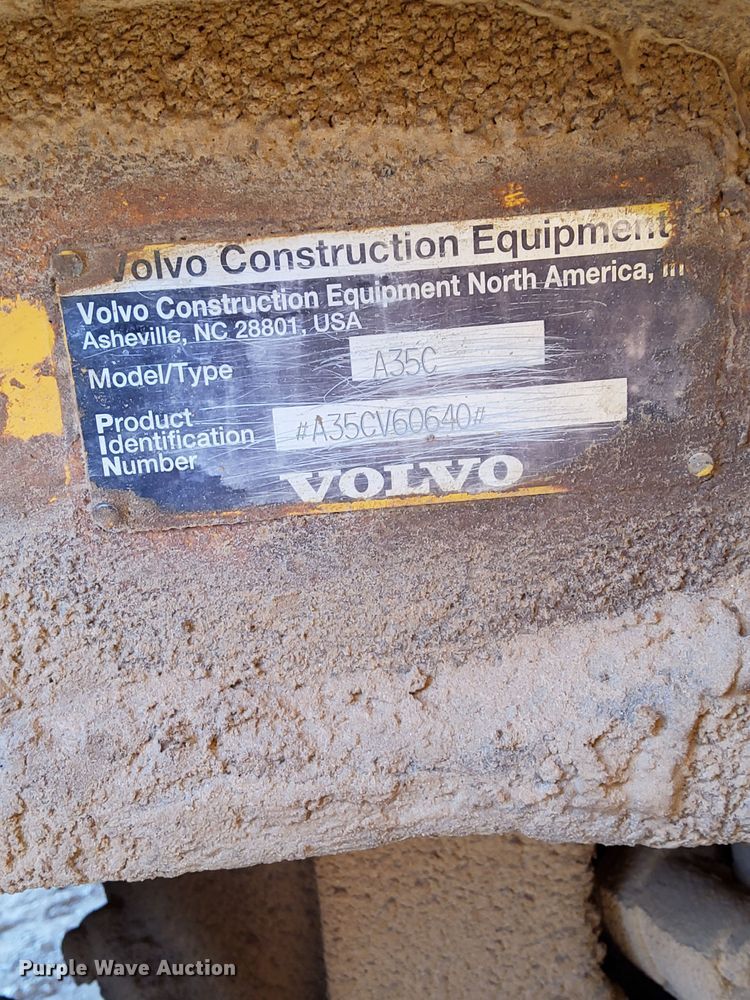 Volvo Construction Equipment
Volvo Construction Equipment North America, In
Asheville, NC 28801, USA
Model/Type A35C
Product
Identification #A35CV60640#
Number
VOLVO
Purple Wave Auction